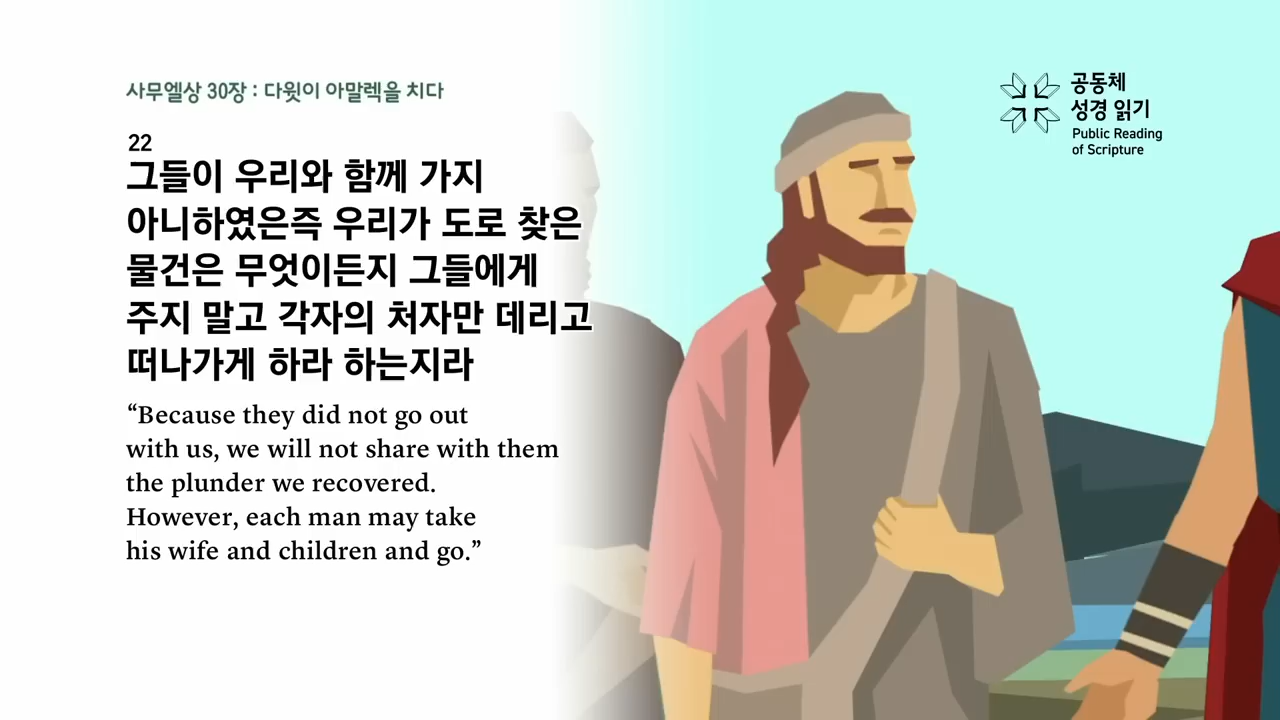 사무엘상 30장 : 다윗이 아말렉을 치다
공동체
성경 읽기
Public Reading
of Scripture
22
그들이 우리와 함께 가지
아니하였은즉 우리가 도로 찾은
물건은 무엇이든지 그들에게
주지 말고 각자의 처자만 데리고
떠나가게 하라 하는지라
“Because they did not go out
with us, we will not share with them
the plunder we recovered.
However, each man may take
his wife and children and go.”